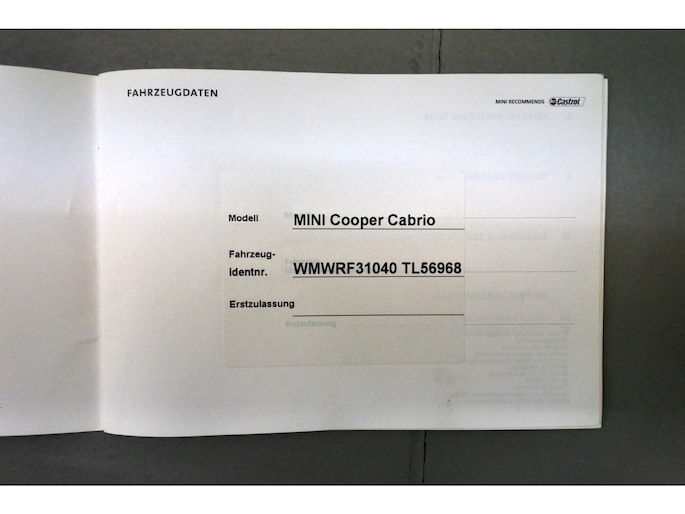 FAHRZEUGDATEN
MINI RECOMMENDS Castrol
Modell MINI Cooper Cabrio
Fahrzeug-
Identnr. WMWRF31040 TL56968
Erstzulassung